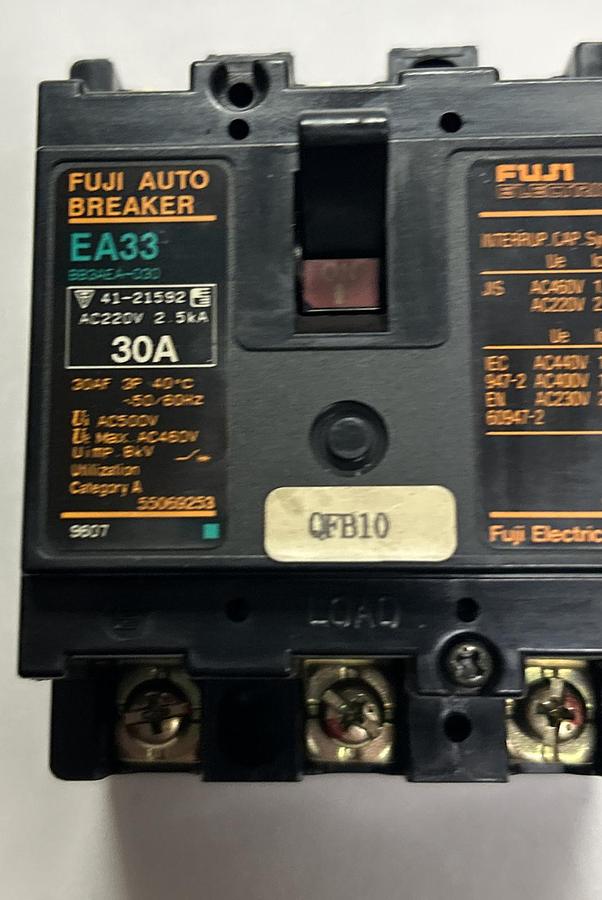 FUJI AUTO
BREAKER
EA33
BB3AEA-030
41-21592
AC220V 2.5kA
30A
30AF 3P 40°C
-50/60Hz
Ui AC500V
Ue Max. AC460V
Uimp. 8kV
Utilization
Category A
55069253
9607
ON
I
FUJI
INTERRUP. CAP.
Ue
JIS AC460V
AC220V
Ue
IEC AC440V
947-2 AC400V
EN AC230V
60947-2
Fuji Electric
QFB10
LOAD